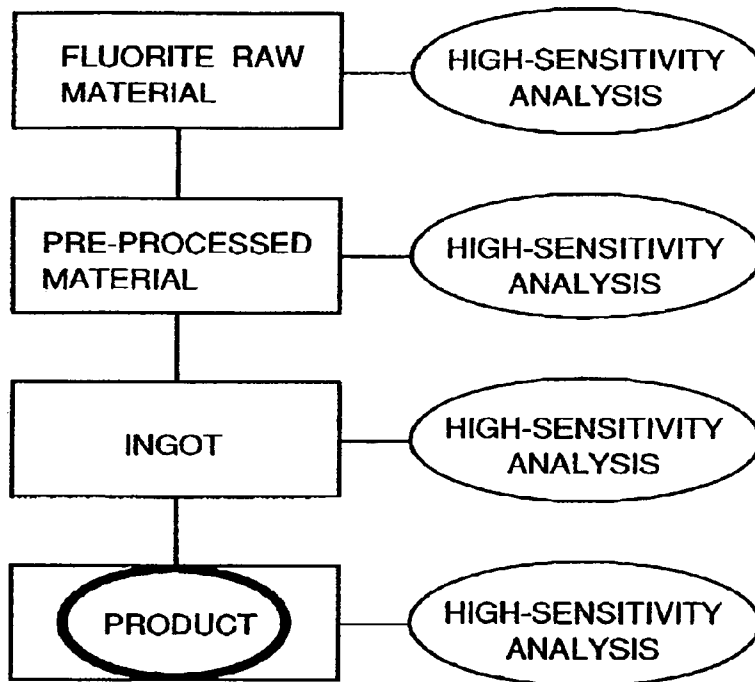 FLUORITE RAW
MATERIAL
HIGH-SENSITIVITY
ANALYSIS
PRE-PROCESSED
MATERIAL
HIGH-SENSITIVITY
ANALYSIS
INGOT
HIGH-SENSITIVITY
ANALYSIS
PRODUCT
HIGH-SENSITIVITY
ANALYSIS